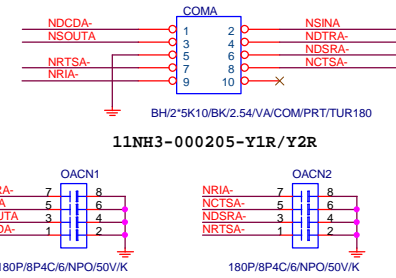 COMA
NDCDA- 1 2 NSINA
NSOUTA 3 4 NDTRA-
5 6 NDSRA-
NRTSA- 7 8 NCTSA-
NRIA- 9 10
BH/2*5K10/BK/2.54/VA/COM/PRT/TUR180
11NH3-000205-Y1R/Y2R
OACN1 OACN2
RA- 7 8 NRIA- 7 8
A 5 6 NCTSA- 5 6
UTA 3 4 NDSRA- 3 4
DA- 1 2 NRTSA- 1 2
180P/8P4C/6/NPO/50V/K 180P/8P4C/6/NPO/50V/K